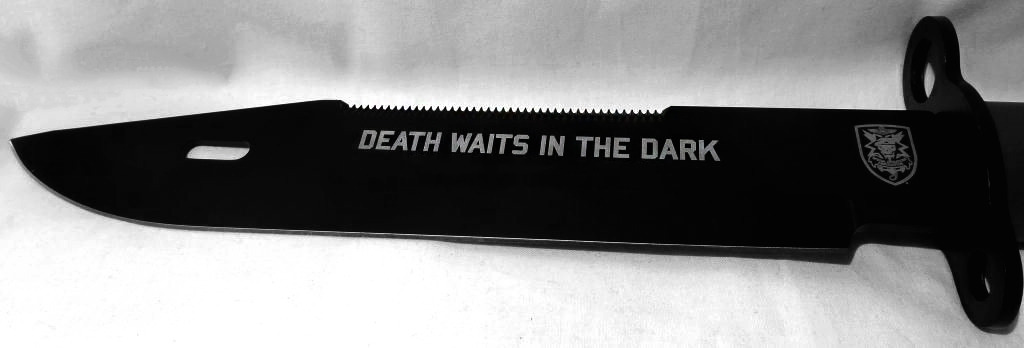 DEATH WAITS IN THE DARK